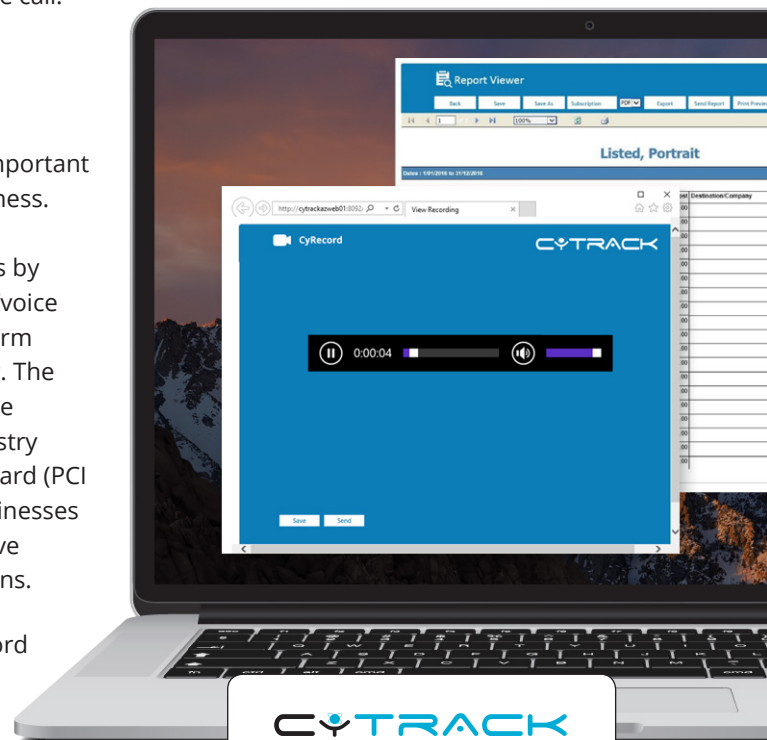 e call.
mportant
ness.
s by
voice
rm
. The
e
stry
ard (PCI
inesses
ve
ns.
ord
Report Viewer
Back Save Save As Subscription PDF Export Send Report Print Preview
1 100%
Listed, Portrait
Dates : 1/01/2016 to 31/12/2016
Destination/Company
http://cytrackazweb01:8092- View Recording
CyRecord
CYTRACK
0:00:04
Save Send
fn ctrl alt cmd
CYTRACK